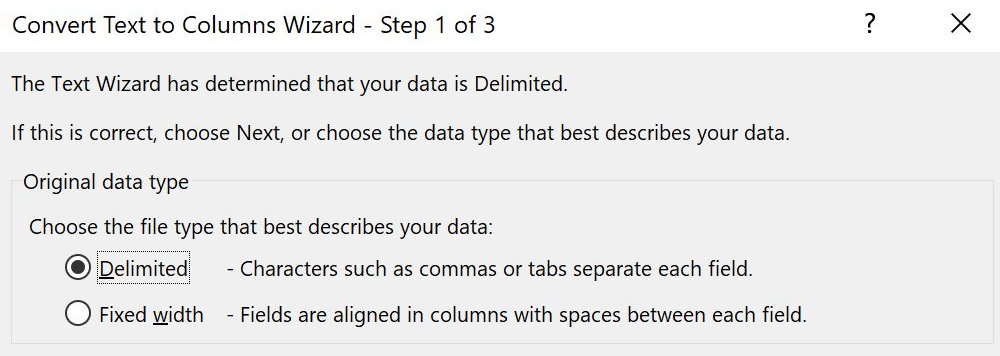 Convert Text to Columns Wizard - Step 1 of 3 ?
The Text Wizard has determined that your data is Delimited.
If this is correct, choose Next, or choose the data type that best describes your data.
Original data type
Choose the file type that best describes your data:
Delimited - Characters such as commas or tabs separate each field.
Fixed width - Fields are aligned in columns with spaces between each field.